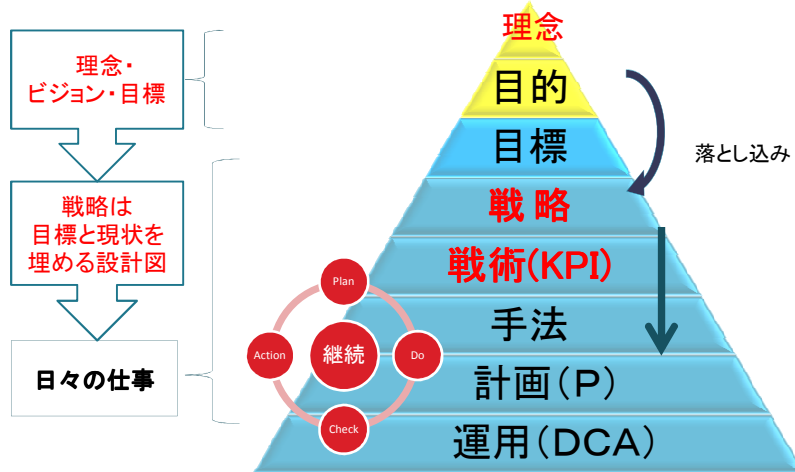 理念・
ビジョン・目標
戦略は
目標と現状を
埋める設計図
日々の仕事
理念
目的
目標
戦略
戦術(KPI)
手法
計画(P)
運用(DCA)
落とし込み
Plan
Action
継続
Do
Check